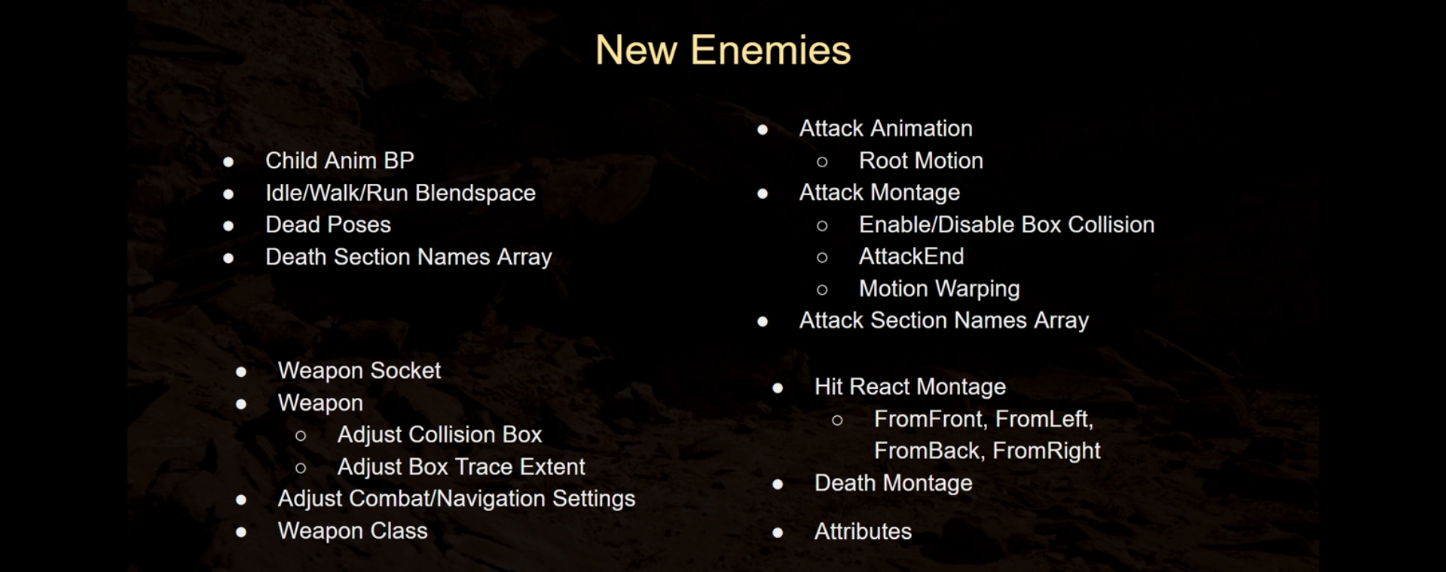 New Enemies
● Child Anim BP
● Idle/Walk/Run Blendspace
● Dead Poses
● Death Section Names Array
● Weapon Socket
● Weapon
○ Adjust Collision Box
○ Adjust Box Trace Extent
● Adjust Combat/Navigation Settings
● Weapon Class
● Attack Animation
○ Root Motion
● Attack Montage
○ Enable/Disable Box Collision
○ AttackEnd
○ Motion Warping
● Attack Section Names Array
● Hit React Montage
○ FromFront, FromLeft,
FromBack, FromRight
● Death Montage
● Attributes